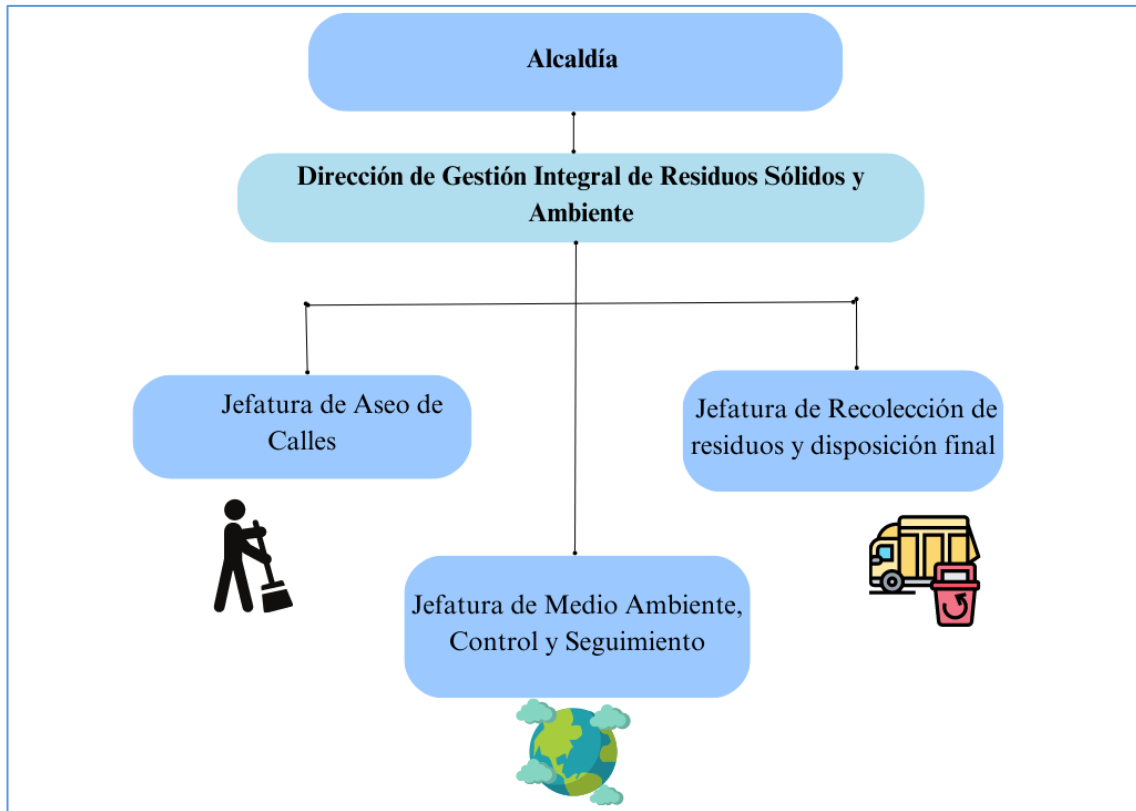 Alcaldía
Dirección de Gestión Integral de Residuos Sólidos y
Ambiente
Jefatura de Aseo de
Calles
Jefatura de Recolección de
residuos y disposición final
Jefatura de Medio Ambiente,
Control y Seguimiento